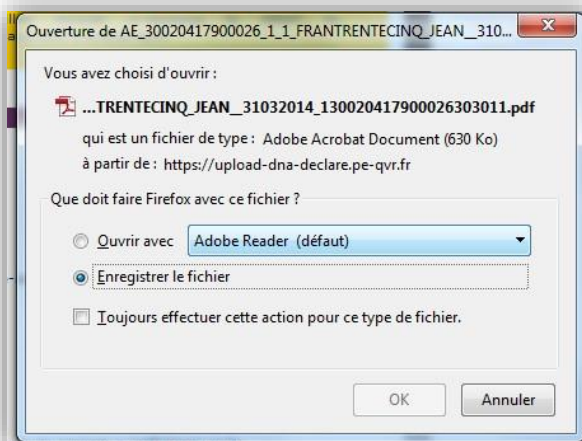 Ouverture de AE_30020417900026_1_1_FRANTRENTECINQ_JEAN__310...
Vous avez choisi d'ouvrir :
...TRENTECINQ_JEAN__31032014_130020417900026303011.pdf
qui est un fichier de type : Adobe Acrobat Document (630 Ko)
à partir de : https://upload-dna-declare.pe-qvr.fr
Que doit faire Firefox avec ce fichier ?
Ouvrir avec Adobe Reader (défaut)
Enregistrer le fichier
Toujours effectuer cette action pour ce type de fichier.
OK Annuler